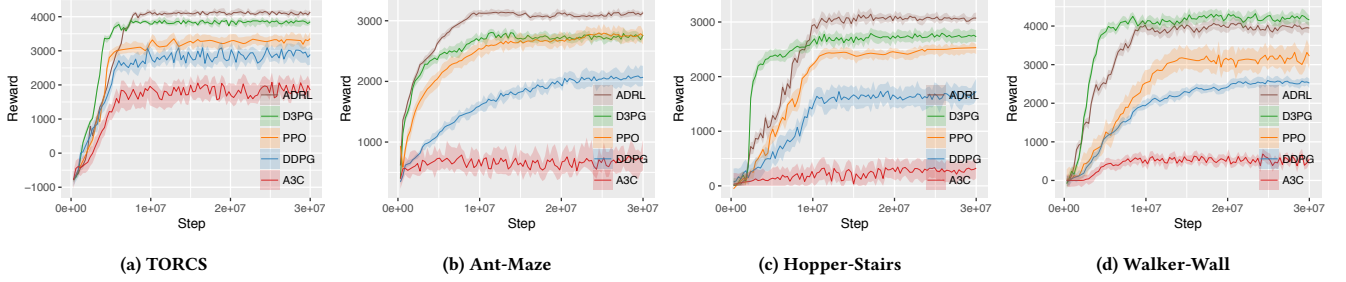 Reward
4000
3000
2000
1000
0
−1000
ADRL
D3PG
PPO
DDPG
A3C
0e+00
1e+07
2e+07
3e+07
Step
(a) TORCS
Reward
3000
2000
1000
ADRL
D3PG
PPO
DDPG
A3C
0e+00
1e+07
2e+07
3e+07
Step
(b) Ant-Maze
Reward
3000
2000
1000
0
ADRL
D3PG
PPO
DDPG
A3C
0e+00
1e+07
2e+07
3e+07
Step
(c) Hopper-Stairs
Reward
4000
3000
2000
1000
0
ADRL
D3PG
PPO
DDPG
A3C
0e+00
1e+07
2e+07
3e+07
Step
(d) Walker-Wall